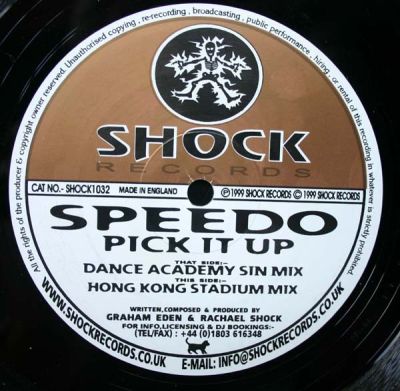 Unauthorised copying, re-recording, broadcasting, public performance, hiring, or rental of this recording in whatever is strictly prohibited.
All the rights of the producer & copyright owner reserved.
SHOCK
RECORDS
CAT NO.- SHOCK1032 MADE IN ENGLAND ℗1999 SHOCK RECORDS ©1999 SHOCK RECORDS
SPEEDO
PICK IT UP
THAT SIDE:-
DANCE ACADEMY SIN MIX
THIS SIDE:-
HONG KONG STADIUM MIX
WRITTEN, COMPOSED & PRODUCED BY
GRAHAM EDEN & RACHAEL SHOCK
FOR INFO,LICENSING & DJ BOOKINGS:-
(TEL/FAX) : +44 (0)1803 616348
WWW.SHOCKRECORDS.CO.UK
E-MAIL: INFO@SHOCKRECORDS.CO.UK